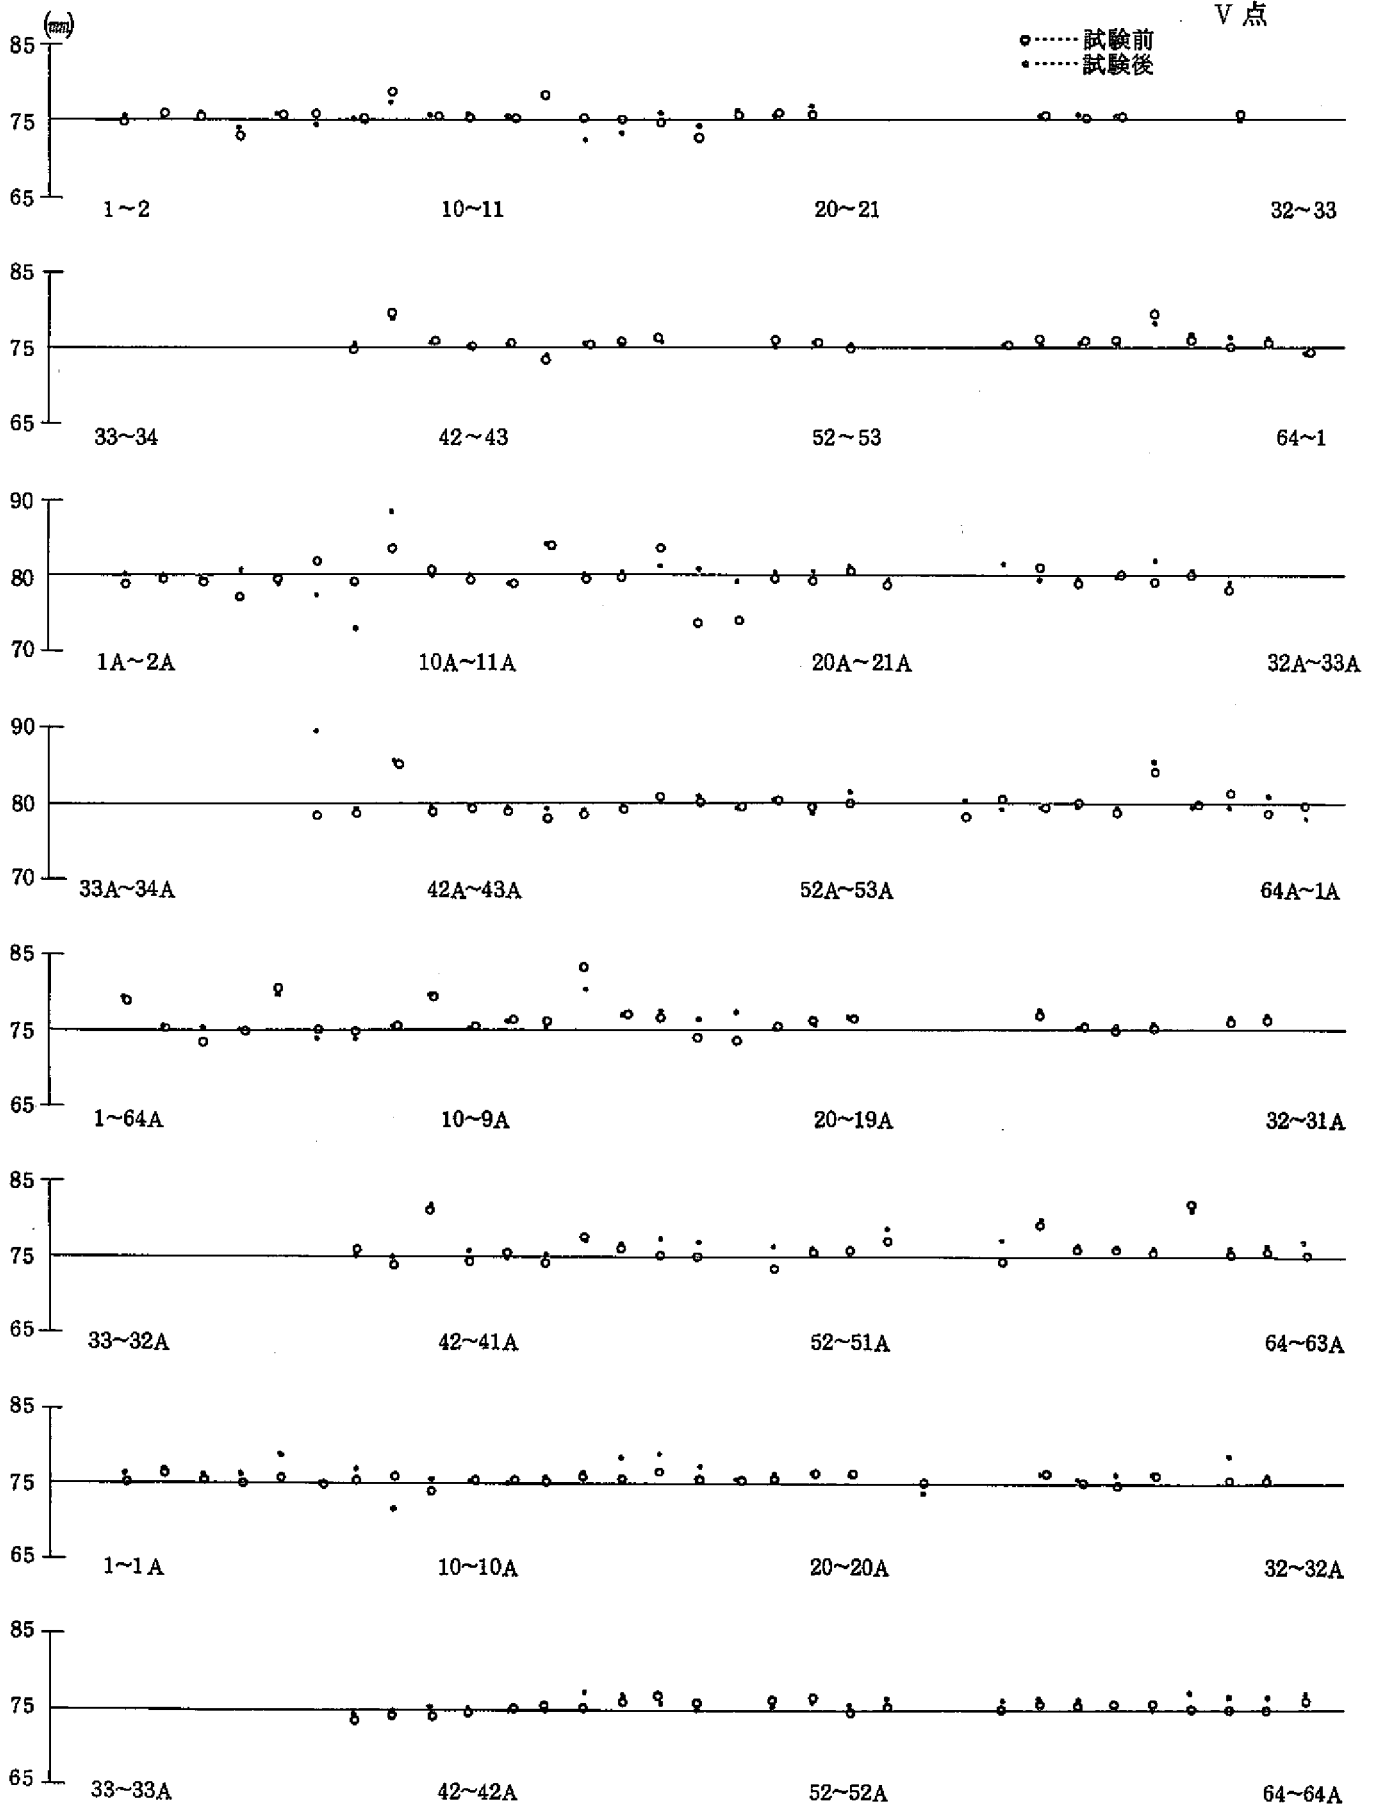 V 点
(mm)
○……試験前
・……試験後
85
75
65
1～2 10～11 20～21 32～33
85
75
65
33～34 42～43 52～53 64～1
90
80
70
1A～2A 10A～11A 20A～21A 32A～33A
90
80
70
33A～34A 42A～43A 52A～53A 64A～1A
85
75
65
1～64A 10～9A 20～19A 32～31A
85
75
65
33～32A 42～41A 52～51A 64～63A
85
75
65
1～1A 10～10A 20～20A 32～32A
85
75
65
33～33A 42～42A 52～52A 64～64A